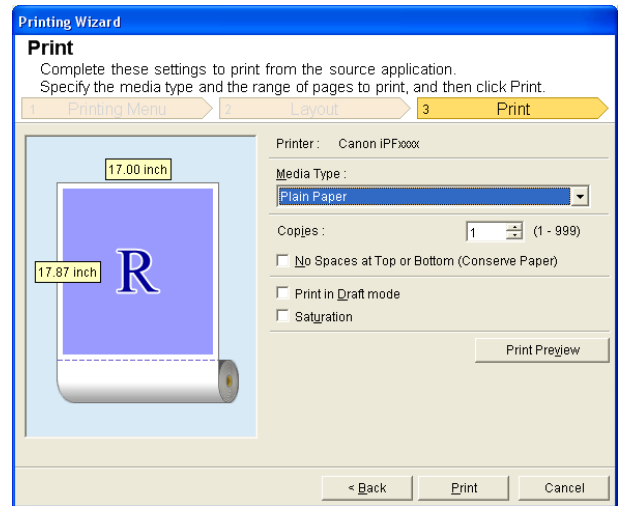 Printing Wizard
Print
Complete these settings to print from the source application.
Specify the media type and the range of pages to print, and then click Print.
1 Printing Menu 2 Layout 3 Print
Printer : Canon iPFxxxx
17.00 inch
Media Type :
Plain Paper
Copies : 1 (1 - 999)
17.87 inch
R
No Spaces at Top or Bottom (Conserve Paper)
Print in Draft mode
Saturation
Print Preview
< Back Print Cancel